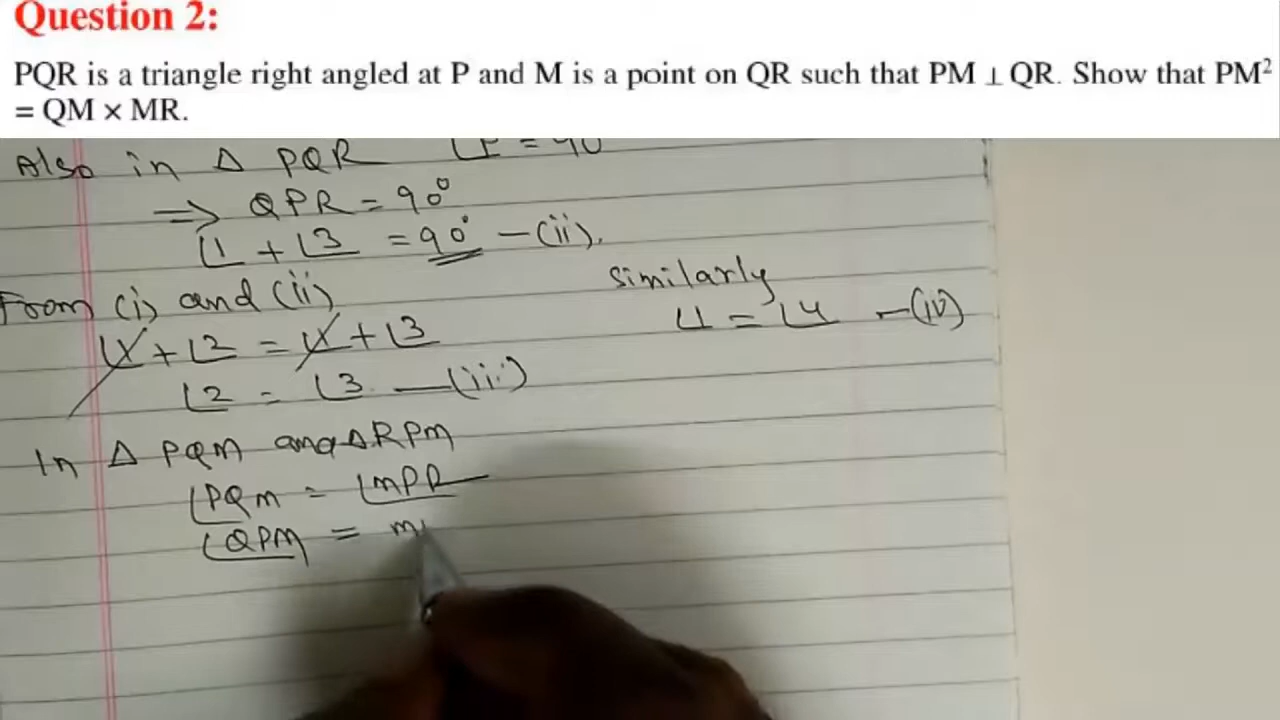 Question 2:
PQR is a triangle right angled at P and M is a point on QR such that PM ⊥ QR. Show that PM²
= QM × MR.
Also in Δ PQR ∠P = 90
⇒ QPR = 90°
∠1 + ∠3 = 90° — (ii).
From (i) and (ii)
∠1 + ∠2 = ∠1 + ∠3
∠2 = ∠3 — (iii)
Similarly
∠1 = ∠4 — (iv)
In Δ PQM and Δ RPM
∠PQM = ∠MPR
∠QPM = m